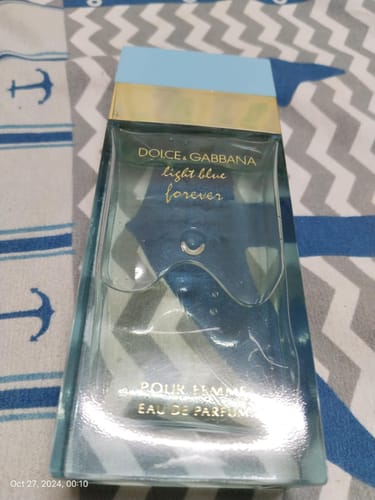 DOLCE & GABBANA
light blue
forever
POUR FEMME
EAU DE PARFUM
Oct 27, 2024, 00:10